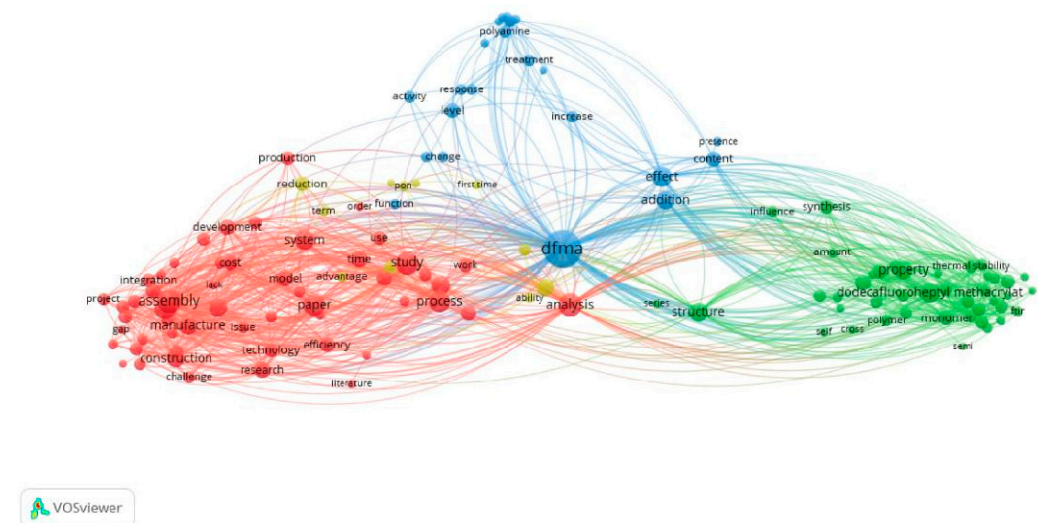 polyamine
treatment
response
activity
level
increase
presence
change
content
production
effect
reduction
pon
first time
addition
order
function
term
influence
synthesis
development
use
system
dfma
amount
time
study
work
cost
property
thermal stability
integration
lack
model
advantage
ability
dodecafluoroheptyl methacrylat
project
assembly
paper
process
analysis
series
structure
gap
manufacture
issue
polymer
monomer
self
cross
construction
technology
efficiency
semi
challenge
research
literature
VOSviewer